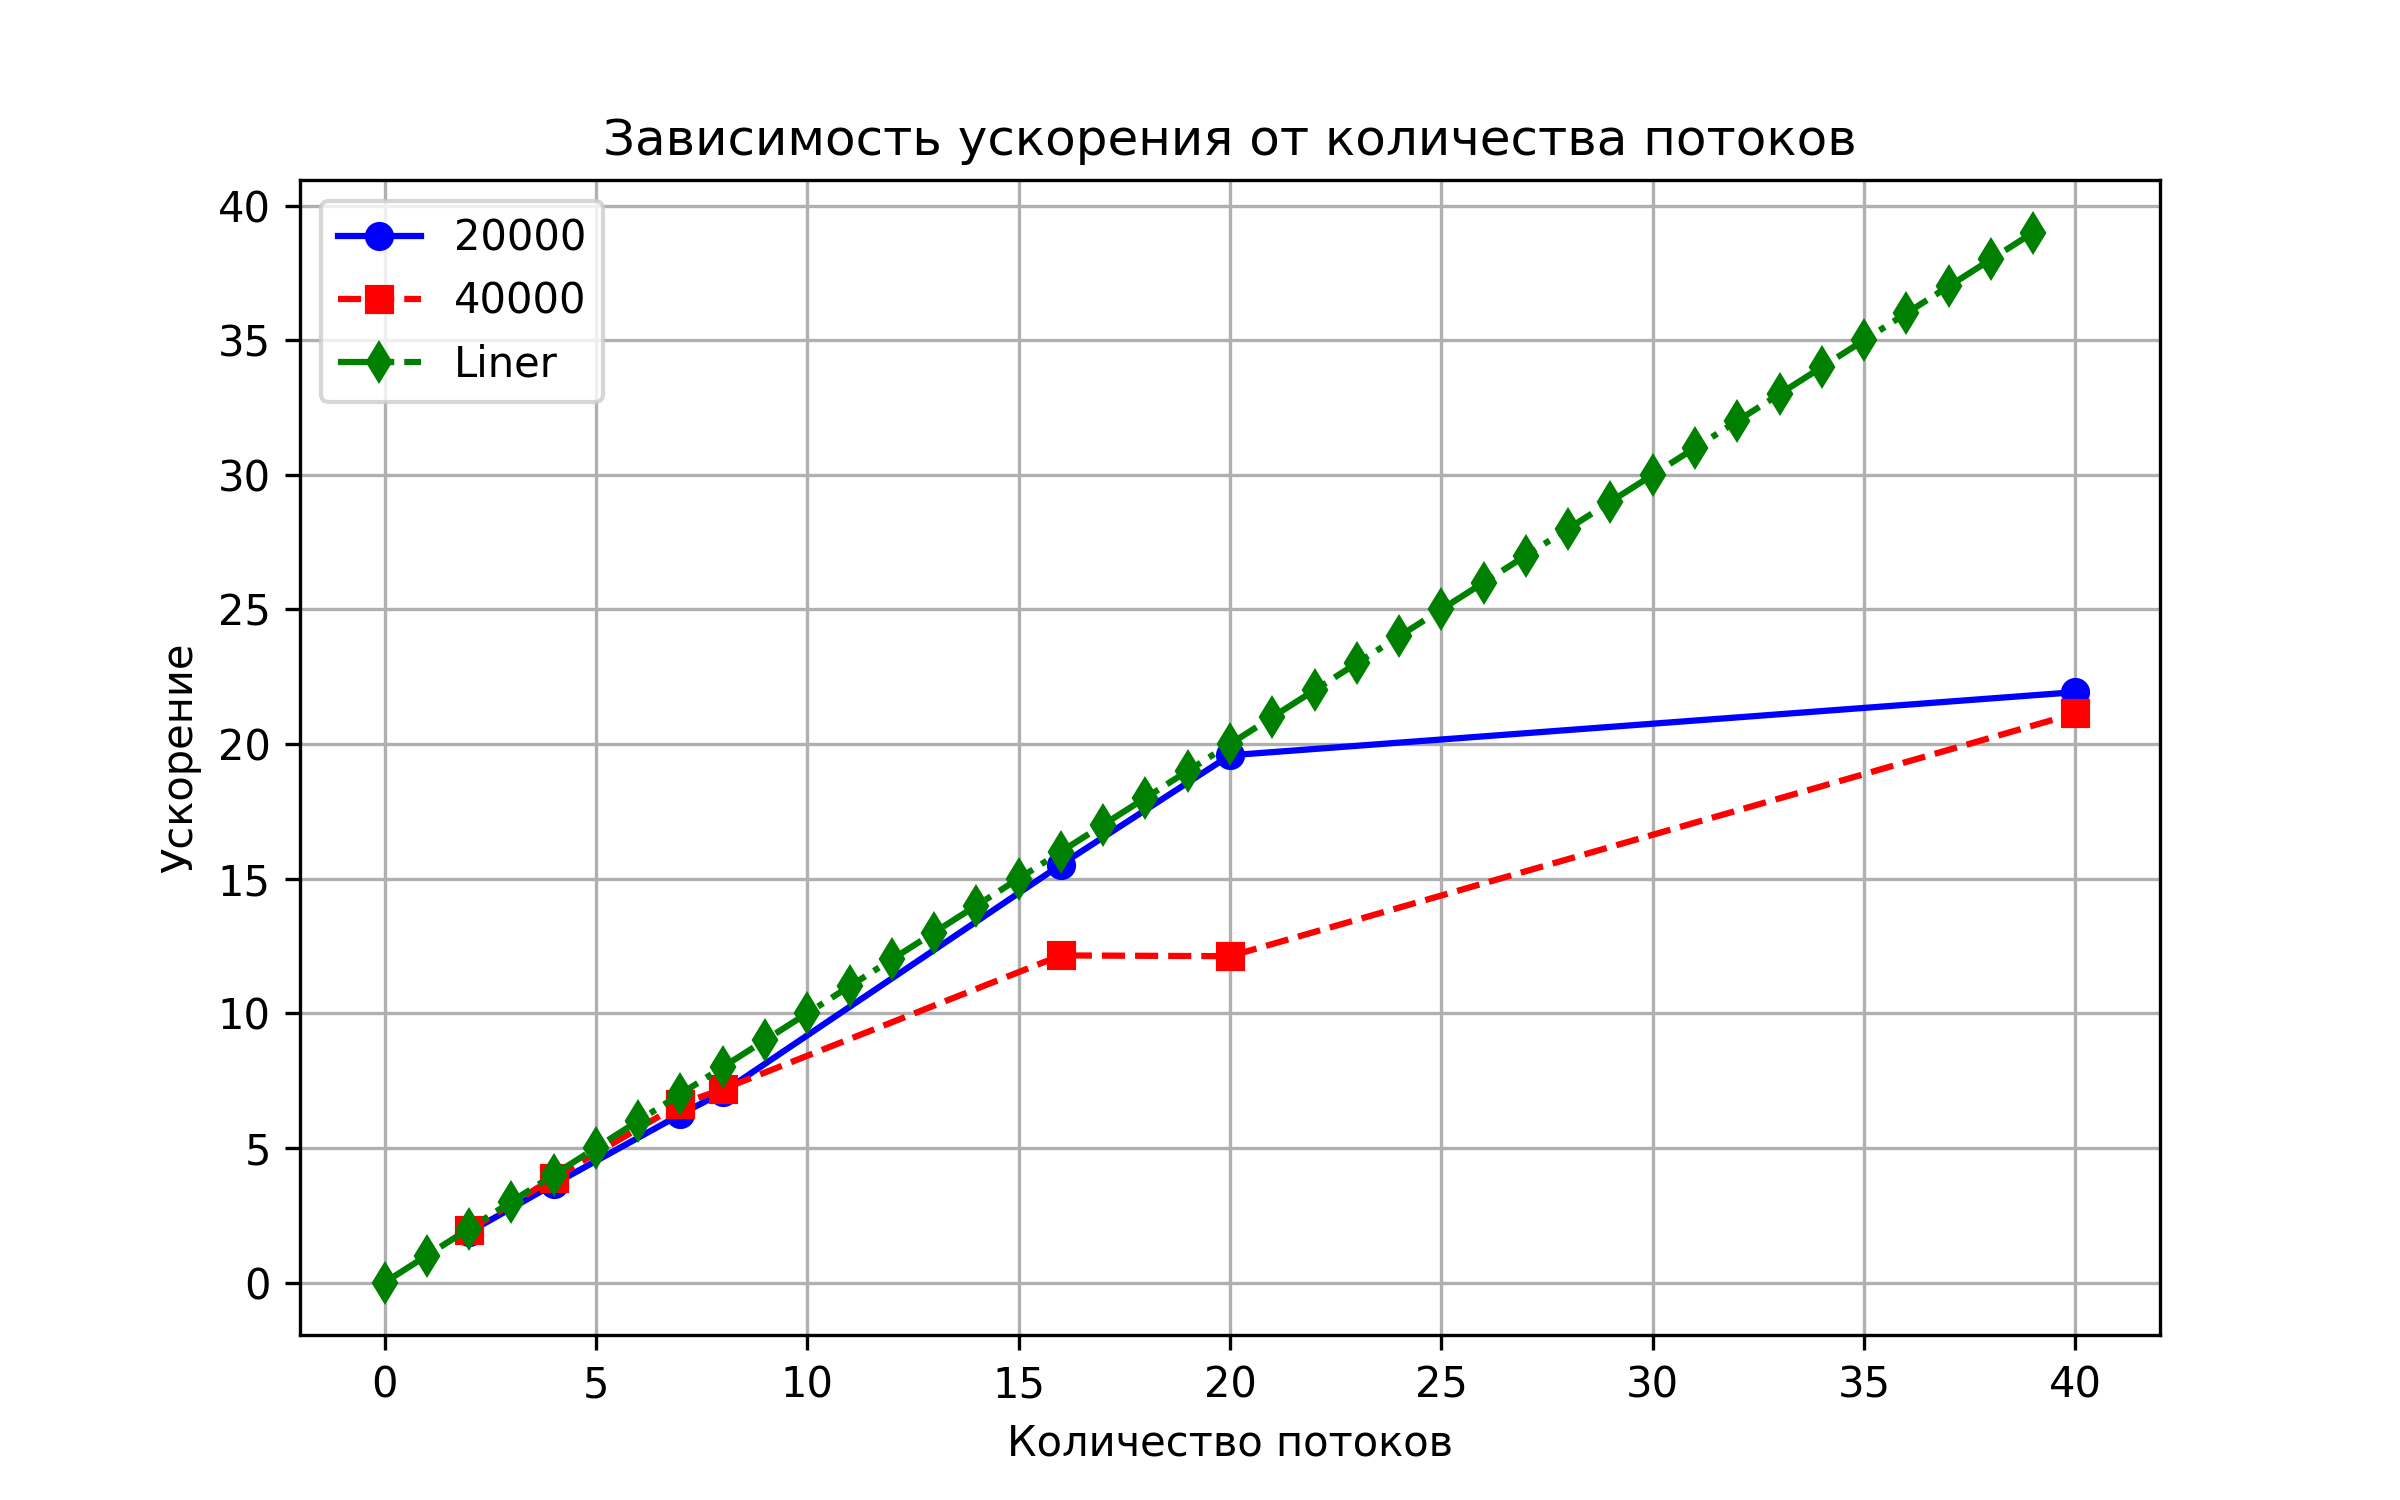 Зависимость ускорения от количества потоков
20000
40000
Liner
40
35
30
25
20
15
10
5
0
Ускорение
0 5 10 15 20 25 30 35 40
Количество потоков